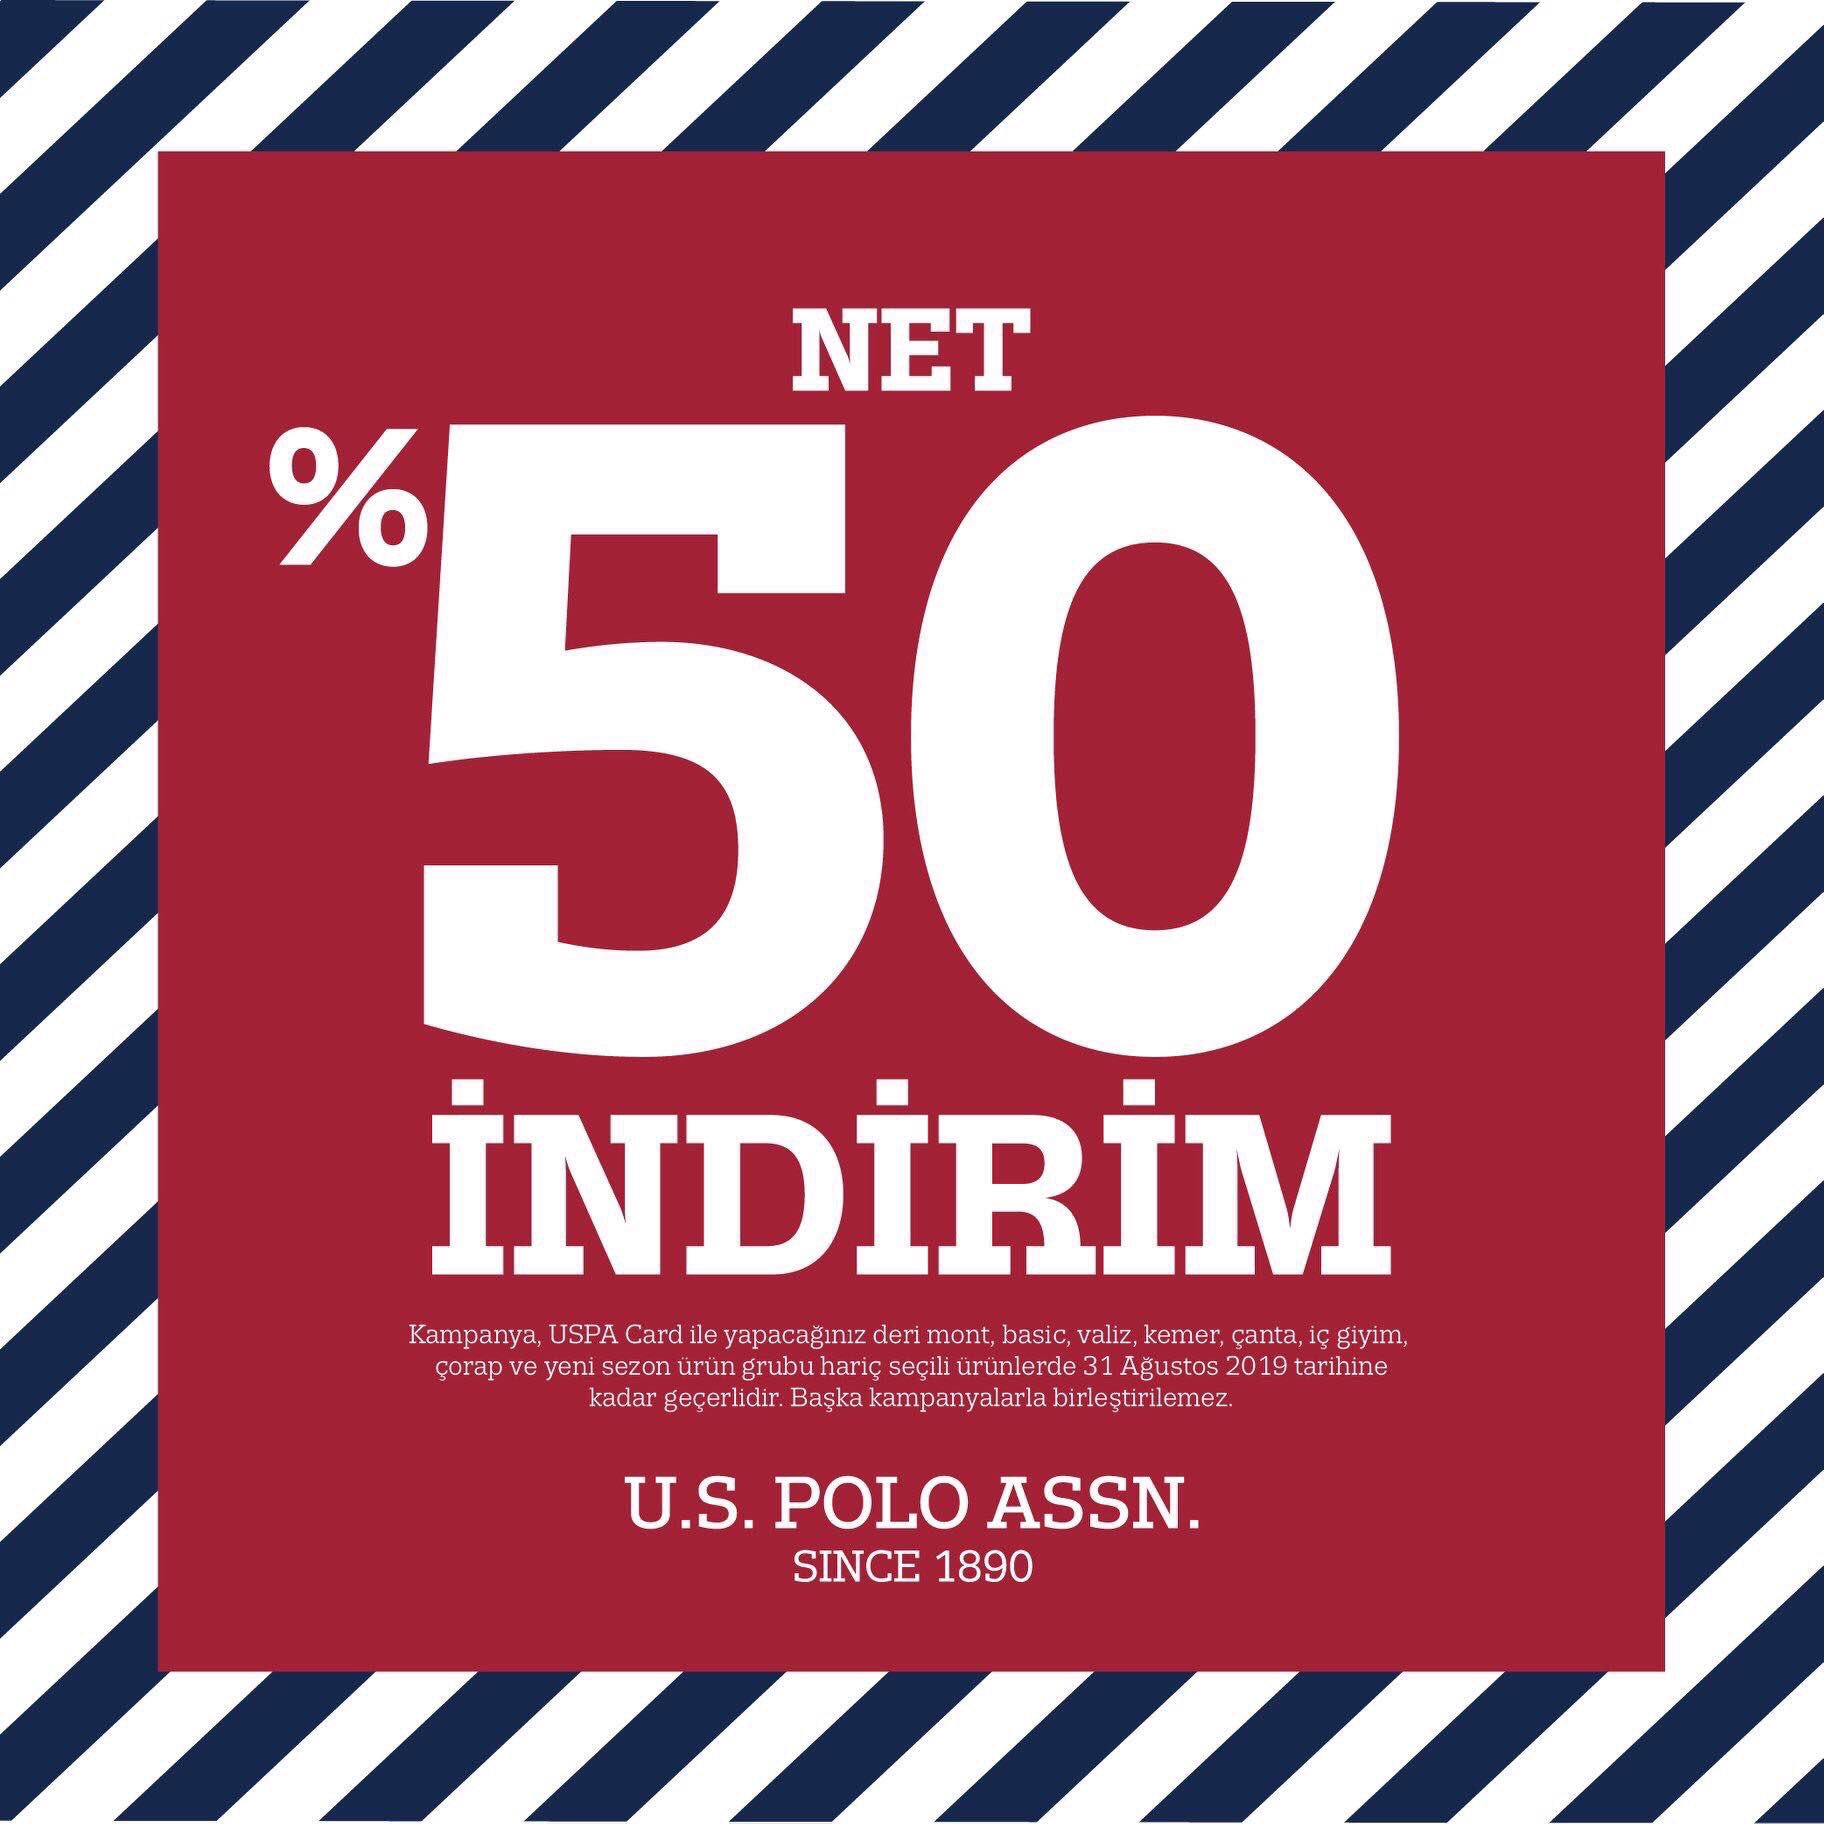 NET
%50
İNDİRİM
Kampanya, USPA Card ile yapacağınız deri mont, basic, valiz, kemer, çanta, iç giyim,
çorap ve yeni sezon ürün grubu hariç seçili ürünlerde 31 Ağustos 2019 tarihine
kadar geçerlidir. Başka kampanyalarla birleştirilemez.
U.S. POLO ASSN.
SINCE 1890